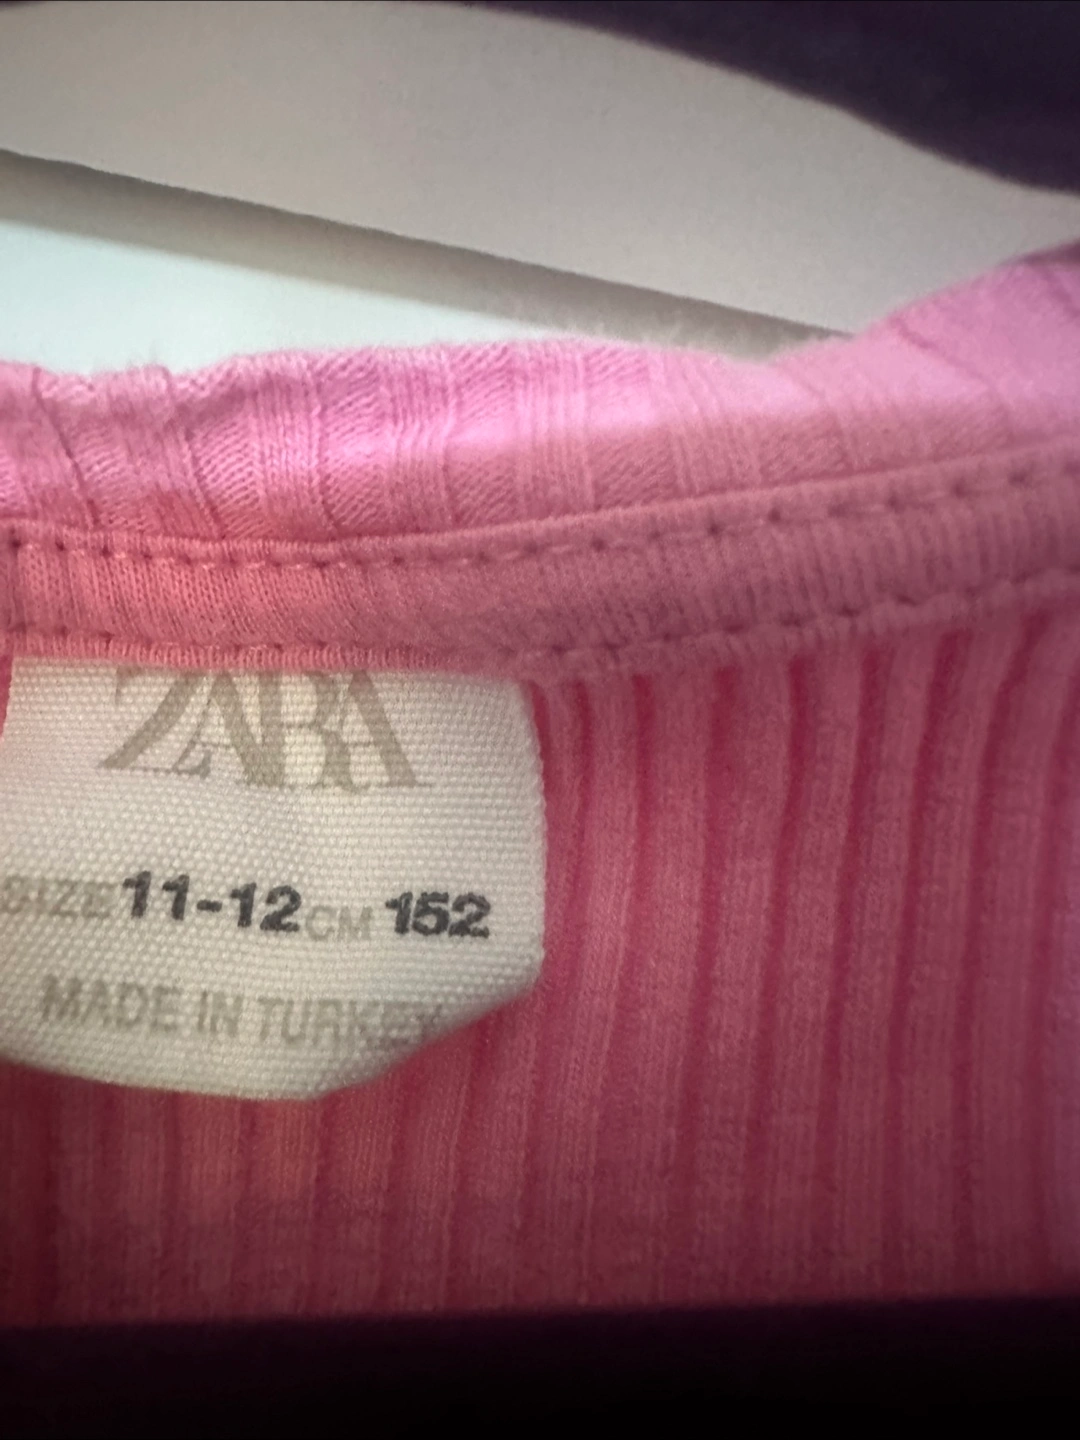 ZARA
SIZE 11-12 CM 152
MADE IN TURKEY